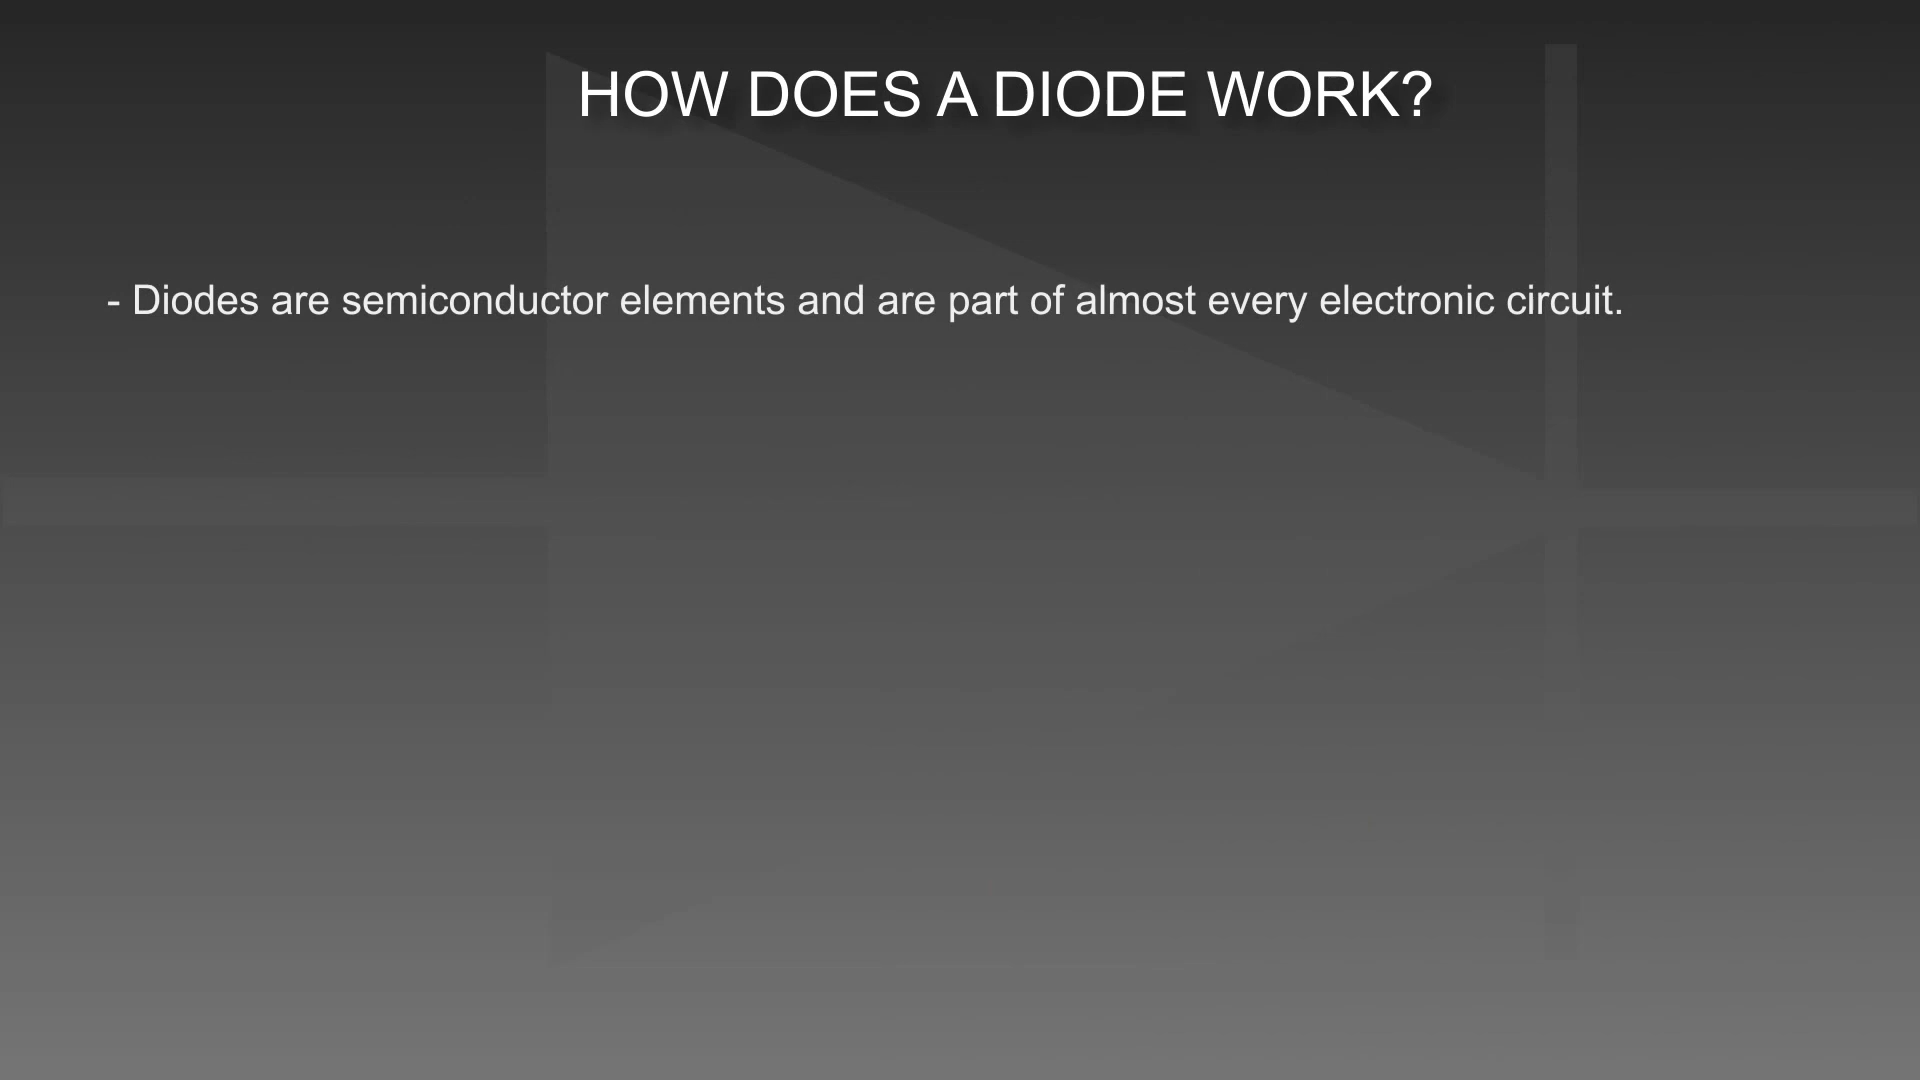 HOW DOES A DIODE WORK?
- Diodes are semiconductor elements and are part of almost every electronic circuit.